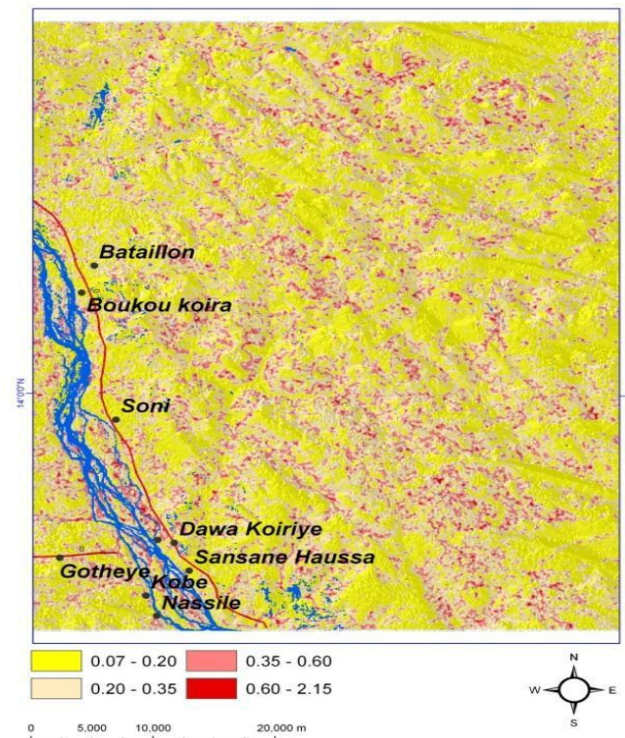 Bataillon
Boukou koira
14°00'N
Soni
Dawa Koiriye
Sansane Haussa
Gotheye
Kobe
Nassile
0.07 - 0.20
0.35 - 0.60
0.20 - 0.35
0.60 - 2.15
N
W
E
S
0 5,000 10,000 20,000 m